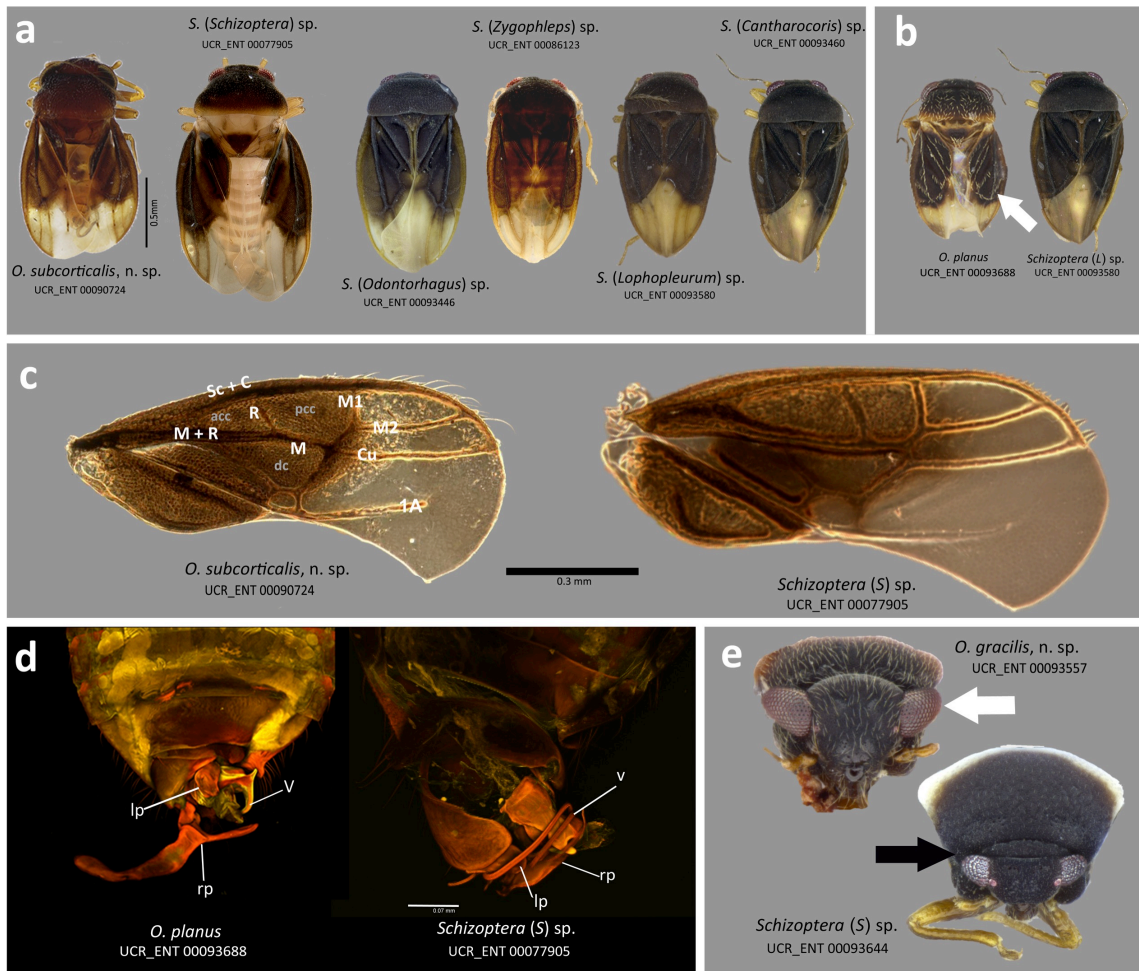 a
S. (Schizoptera) sp.
UCR_ENT 00077905
S. (Zygophleps) sp.
UCR_ENT 00086123
S. (Cantharocoris) sp.
UCR_ENT 00093460
0.5mm
O. subcorticalis, n. sp.
UCR_ENT 00090724
S. (Odontorhagus) sp.
UCR_ENT 00093446
S. (Lophopleurum) sp.
UCR_ENT 00093580
b
O. planus
UCR_ENT 00093688
Schizoptera (L) sp.
UCR_ENT 00093580
c
Sc + C
acc
R
pcc
M1
M + R
M
M2
dc
Cu
1A
O. subcorticalis, n. sp.
UCR_ENT 00090724
0.3 mm
Schizoptera (S) sp.
UCR_ENT 00077905
d
lp
V
rp
O. planus
UCR_ENT 00093688
v
rp
lp
0.07 mm
Schizoptera (S) sp.
UCR_ENT 00077905
e
O. gracilis, n. sp.
UCR_ENT 00093557
Schizoptera (S) sp.
UCR_ENT 00093644